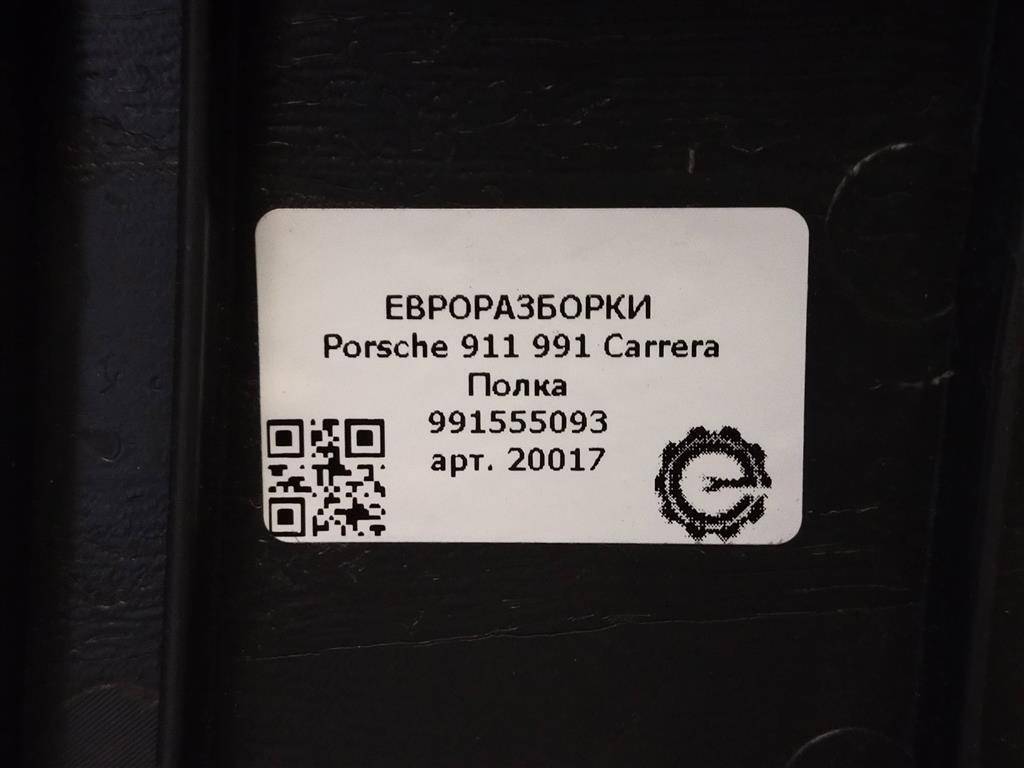 ЕВРОРАЗБОРКИ
Porsche 911 991 Carrera
Полка
991555093
арт. 20017